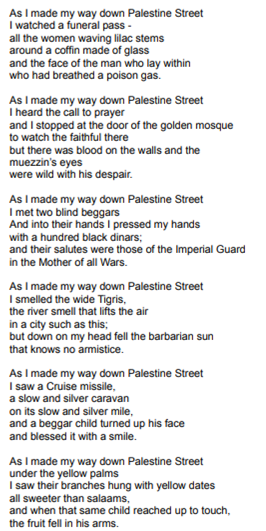 As I made my way down Palestine Street
I watched a funeral pass -
all the women waving lilac stems
around a coffin made of glass
and the face of the man who lay within
who had breathed a poison gas.

As I made my way down Palestine Street
I heard the call to prayer
and I stopped at the door of the golden mosque
to watch the faithful there
but there was blood on the walls and the
muezzin's eyes
were wild with his despair.

As I made my way down Palestine Street
I met two blind beggars
And into their hands I pressed my hands
with a hundred black dinars;
and their salutes were those of the Imperial Guard
in the Mother of all Wars.

As I made my way down Palestine Street
I smelled the wide Tigris,
the river smell that lifts the air
in a city such as this;
but down on my head fell the barbarian sun
that knows no armistice.

As I made my way down Palestine Street
I saw a Cruise missile,
a slow and silver caravan
on its slow and silver mile,
and a beggar child turned up his face
and blessed it with a smile.

As I made my way down Palestine Street
under the yellow palms
I saw their branches hung with yellow dates
all sweeter than salaams,
and when that same child reached up to touch,
the fruit fell in his arms.